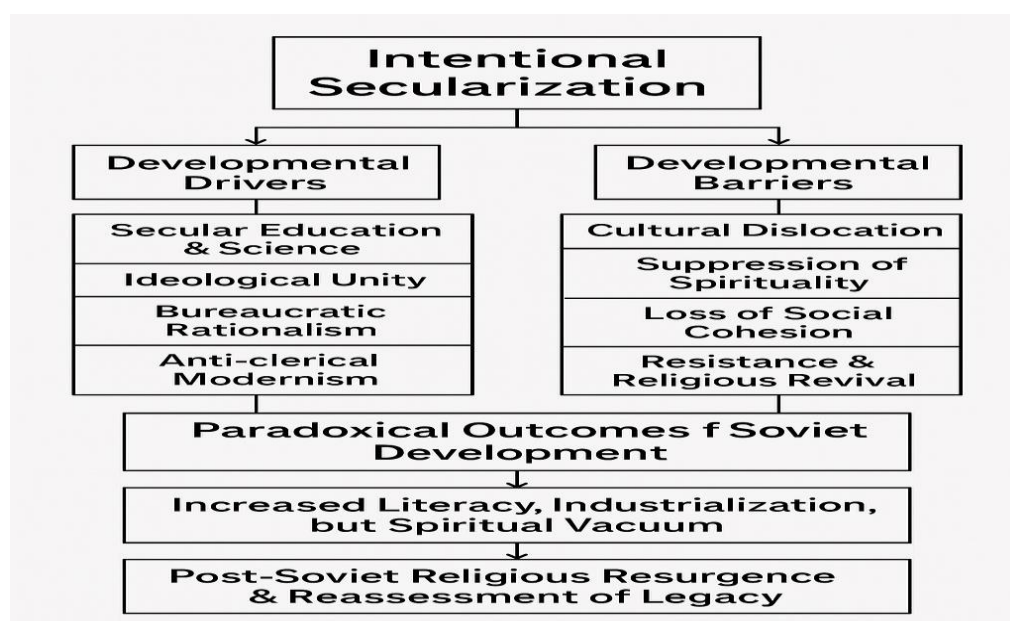 Intentional
Secularization
Developmental
Drivers
Developmental
Barriers
Secular Education
& Science
Ideological Unity
Bureaucratic
Rationalism
Anti-clerical
Modernism
Cultural Dislocation
Suppression of
Spirituality
Loss of Social
Cohesion
Resistance &
Religious Revival
Paradoxical Outcomes f Soviet
Development
Increased Literacy, Industrialization,
but Spiritual Vacuum
Post-Soviet Religious Resurgence
& Reassessment of Legacy